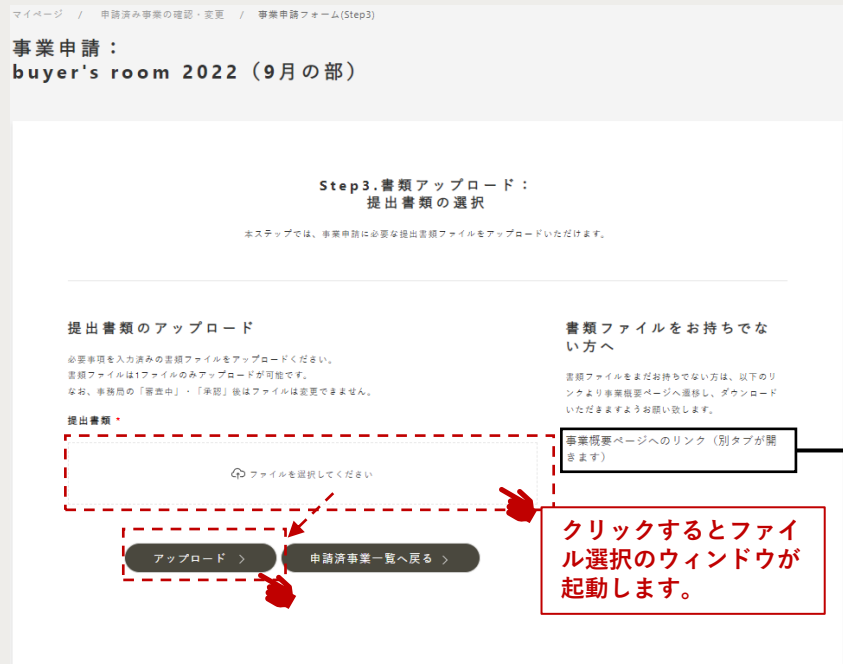 マイページ / 申請済み事業の確認・変更 / 事業申請フォーム(Step3)
事業申請：
buyer's room 2022（9月の部）
Step3.書類アップロード：
提出書類の選択
本ステップでは、事業申請に必要な提出書類ファイルをアップロードいただけます。
提出書類のアップロード
必要事項を入力済みの書類ファイルをアップロードください。
書類ファイルは1ファイルのみアップロードが可能です。
なお、事務局の「審査中」・「承認」後はファイルは変更できません。
提出書類 *
ファイルを選択してください
アップロード >
申請済事業一覧へ戻る >
書類ファイルをお持ちでな
い方へ
書類ファイルをまだお持ちでない方は、以下のリ
ンクより事業概要ページへ遷移し、ダウンロード
いただきますようお願い致します。
事業概要ページへのリンク（別タブが開
きます）
クリックするとファイ
ル選択のウィンドウが
起動します。